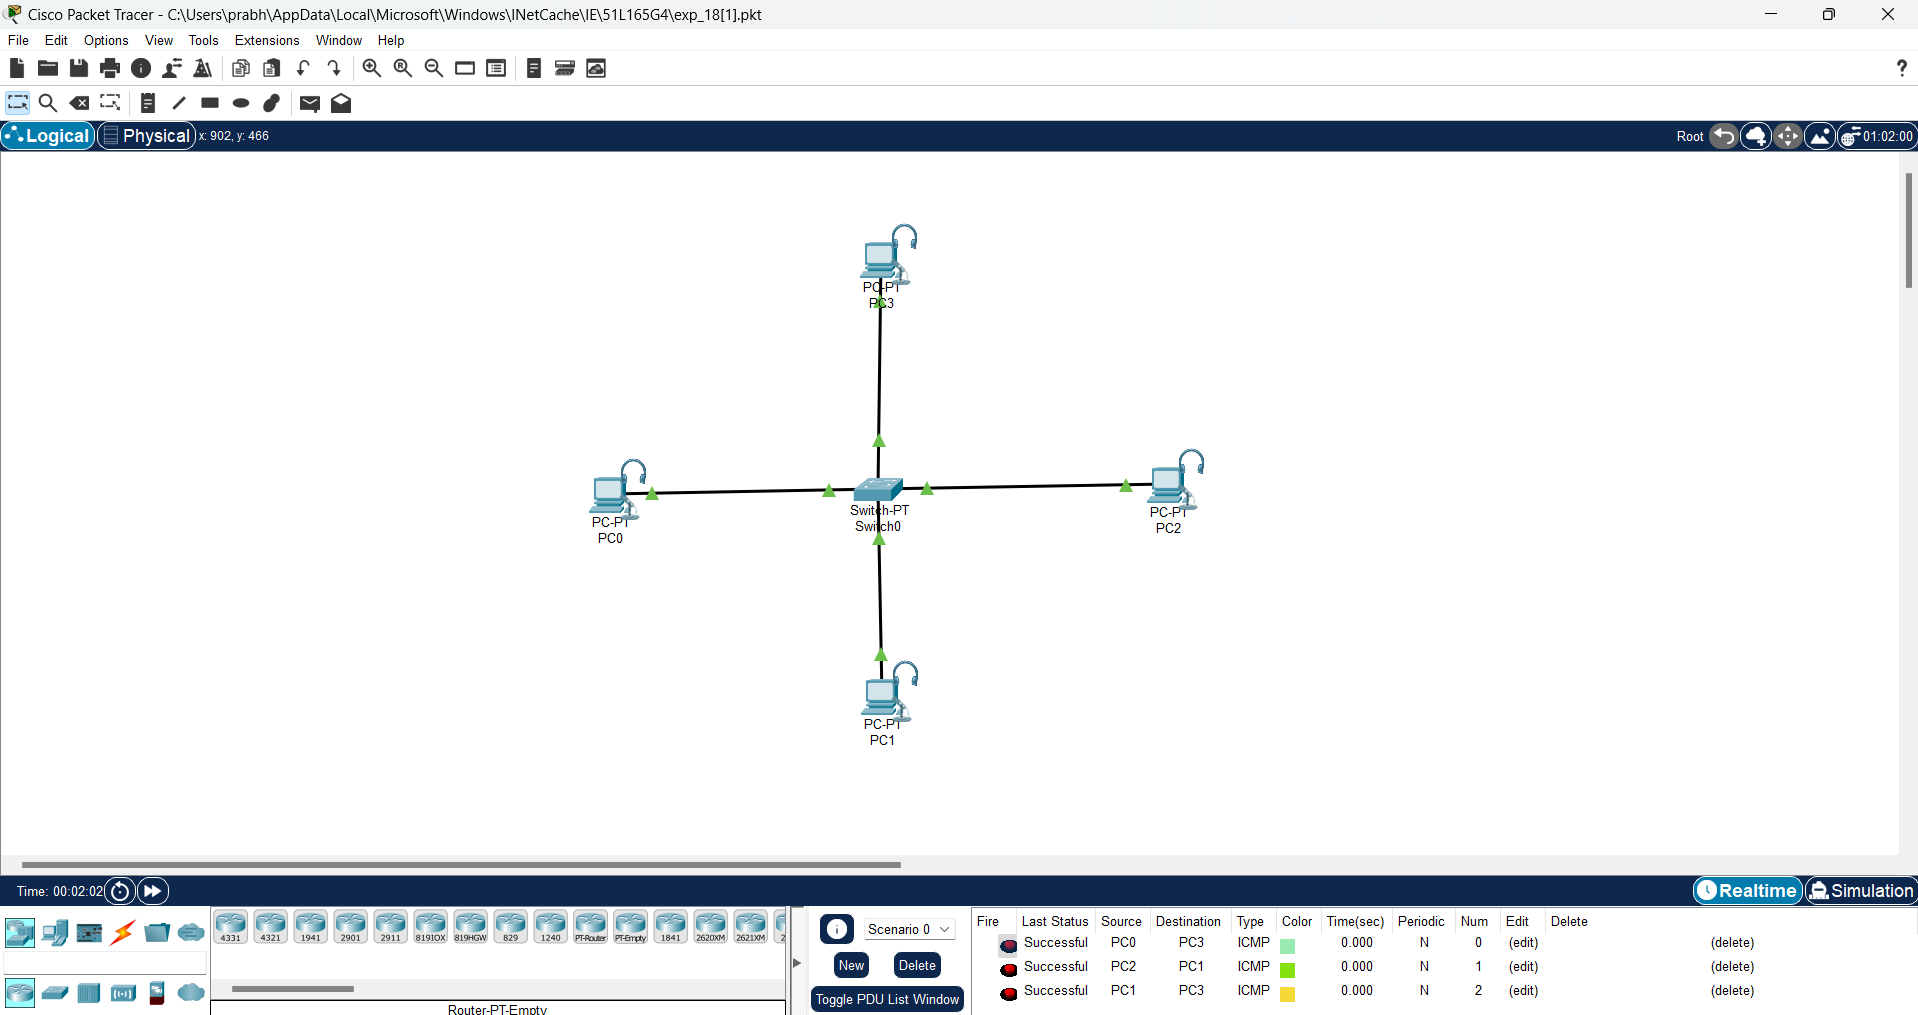 Cisco Packet Tracer - C:\Users\prabh\AppData\Local\Microsoft\Windows\INetCache\IE\51L165G4\exp_18[1].pkt
File Edit Options View Tools Extensions Window Help
Logical Physical x: 902, y: 466 Root 01:02:00
PC-PT
PC3
PC-PT
PC0
Switch-PT
Switch0
PC-PT
PC2
PC-PT
PC1
Time: 00:02:02 Realtime Simulation
4331 4321 1941 2901 2911 819IOX 819HGW 829 1240 PT-Router PT-Empty 1841 2620XM 2621XM 2
Router-PT-Empty
Scenario 0
New Delete
Toggle PDU List Window
Fire Last Status Source Destination Type Color Time(sec) Periodic Num Edit Delete
Successful PC0 PC3 ICMP 0.000 N 0 (edit) (delete)
Successful PC2 PC1 ICMP 0.000 N 1 (edit) (delete)
Successful PC1 PC3 ICMP 0.000 N 2 (edit) (delete)